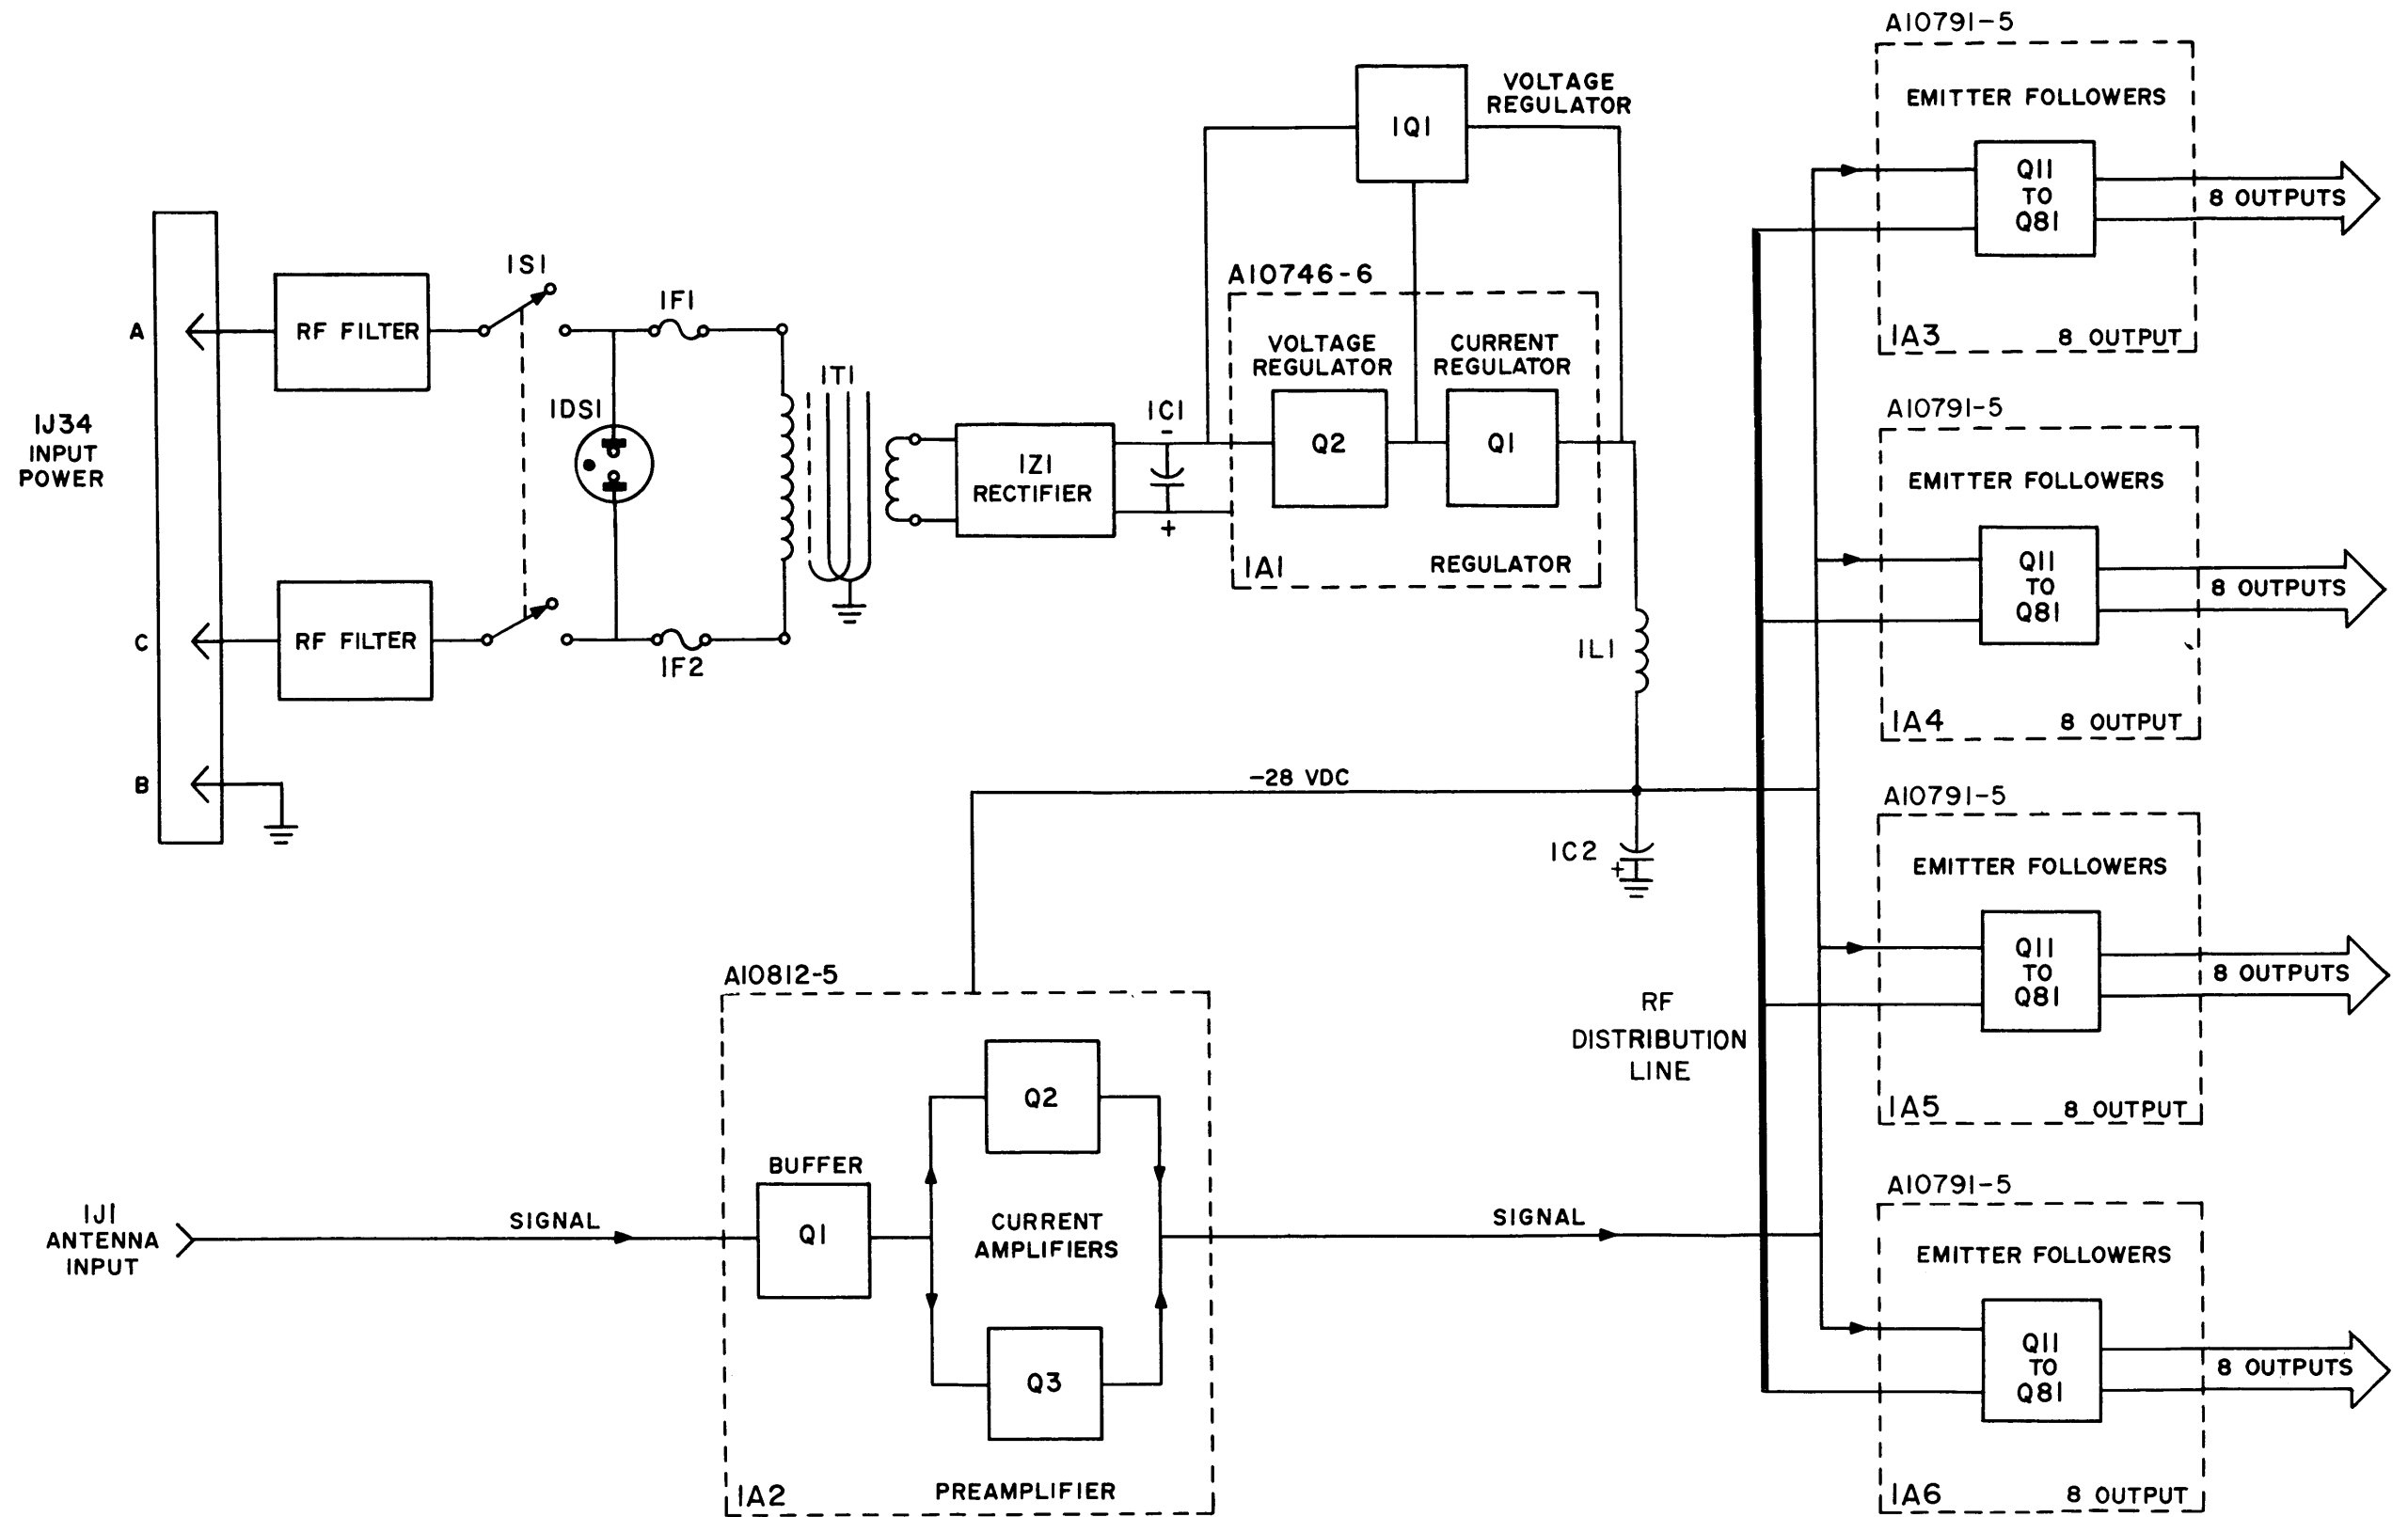 A10791-5
EMITTER FOLLOWERS
Q11
TO
Q81
8 OUTPUTS
1A3
8 OUTPUT
VOLTAGE
REGULATOR
1Q1
A10746-6
VOLTAGE
REGULATOR
CURRENT
REGULATOR
Q2
Q1
1A1
REGULATOR
1J34
INPUT
POWER
A
C
B
RF FILTER
RF FILTER
1S1
1F1
1DS1
1F2
1T1
1Z1
RECTIFIER
1C1
-
+
1L1
-28 VDC
1C2
+
A10791-5
EMITTER FOLLOWERS
Q11
TO
Q81
8 OUTPUTS
1A4
8 OUTPUT
A10791-5
EMITTER FOLLOWERS
Q11
TO
Q81
8 OUTPUTS
1A5
8 OUTPUT
RF
DISTRIBUTION
LINE
A10812-5
Q2
BUFFER
Q1
CURRENT
AMPLIFIERS
Q3
1A2
PREAMPLIFIER
1J1
ANTENNA
INPUT
SIGNAL
SIGNAL
A10791-5
EMITTER FOLLOWERS
Q11
TO
Q81
8 OUTPUTS
1A6
8 OUTPUT